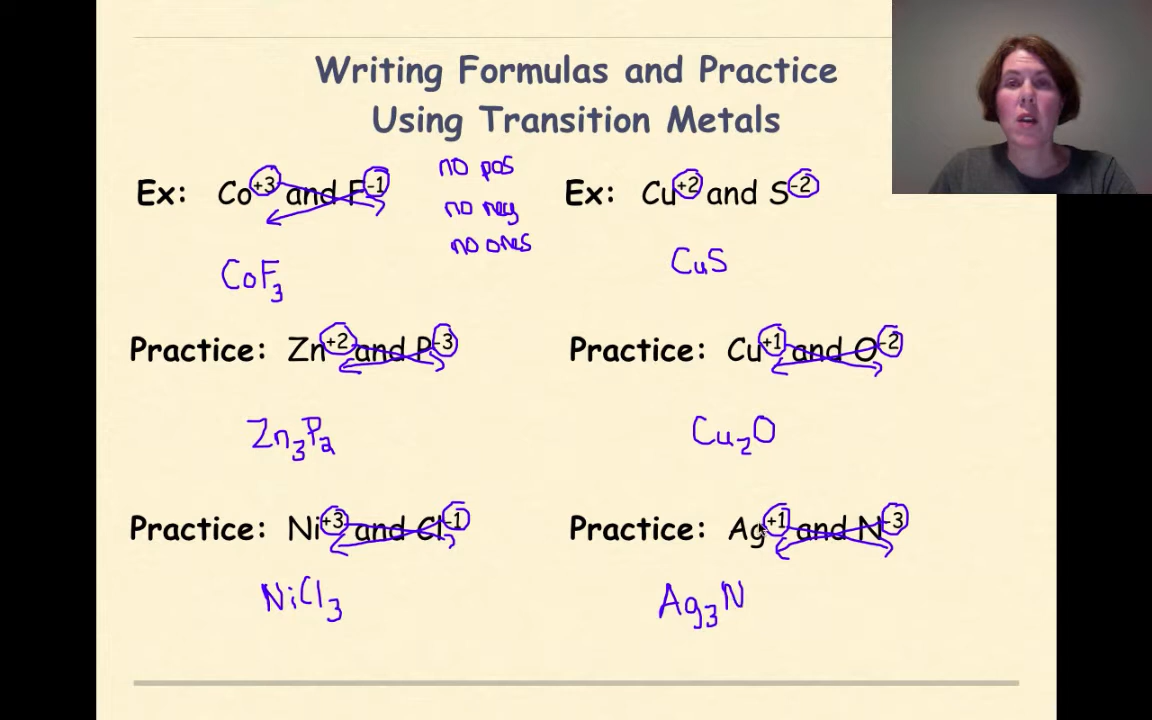 Writing Formulas and Practice
Using Transition Metals
Ex: Co+3 and F-1
no pos
no neg
no ones
CoF3
Ex: Cu+2 and S-2
CuS
Practice: Zn+2 and P-3
Zn3P2
Practice: Cu+1 and O-2
Cu2O
Practice: Ni+3 and Cl-1
NiCl3
Practice: Ag+1 and N-3
Ag3N